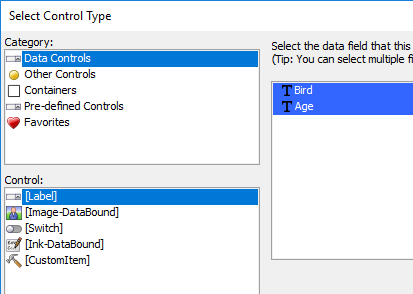 Select Control Type
Category:
Data Controls
Other Controls
Containers
Pre-defined Controls
Favorites
Control:
[Label]
[Image-DataBound]
[Switch]
[Ink-DataBound]
[CustomItem]
Select the data field that this
(Tip: You can select multiple fi
Bird
Age